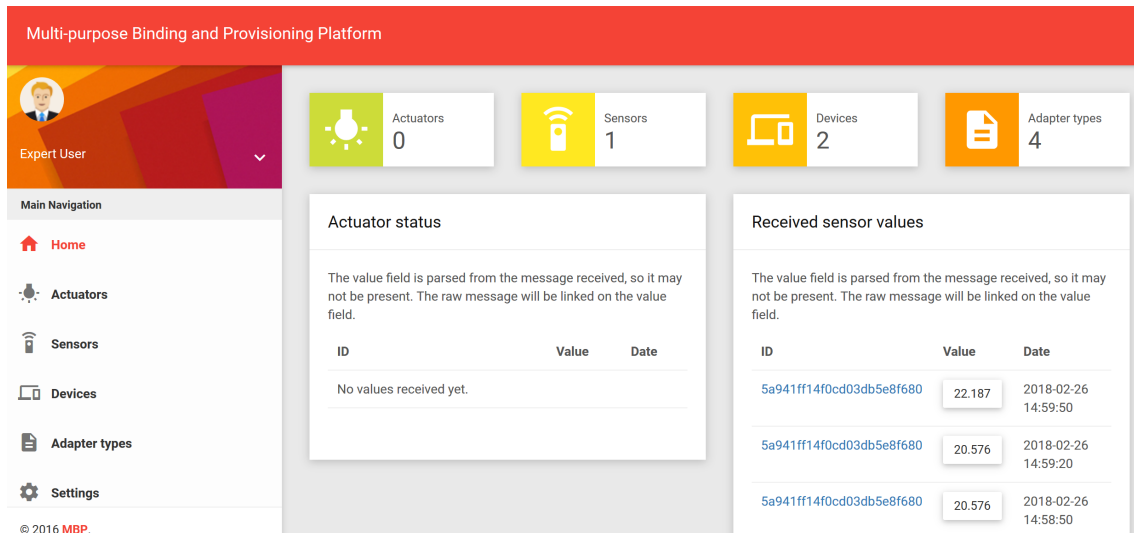 Multi-purpose Binding and Provisioning Platform
Expert User
Main Navigation
Home
Actuators
Sensors
Devices
Adapter types
Settings
© 2016 MBP.
Actuators
0
Sensors
1
Devices
2
Adapter types
4
Actuator status
The value field is parsed from the message received, so it may
not be present. The raw message will be linked on the value
field.
ID Value Date
No values received yet.
Received sensor values
The value field is parsed from the message received, so it may
not be present. The raw message will be linked on the value
field.
ID Value Date
5a941ff14f0cd03db5e8f680 22.187 2018-02-26
14:59:50
5a941ff14f0cd03db5e8f680 20.576 2018-02-26
14:59:20
5a941ff14f0cd03db5e8f680 20.576 2018-02-26
14:58:50